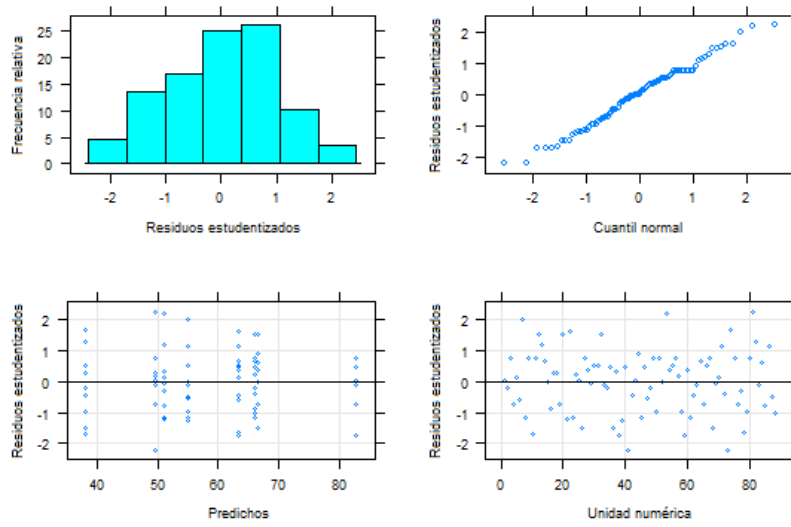 Frecuencia relativa
25
20
15
10
5
0
-2 -1 0 1 2
Residuos estudentizados
Residuos estudentizados
2
1
0
-1
-2
-2 -1 0 1 2
Cuantil normal
Residuos estudentizados
2
1
0
-1
-2
40 50 60 70 80
Predichos
Residuos estudentizados
2
1
0
-1
-2
0 20 40 60 80
Unidad numérica